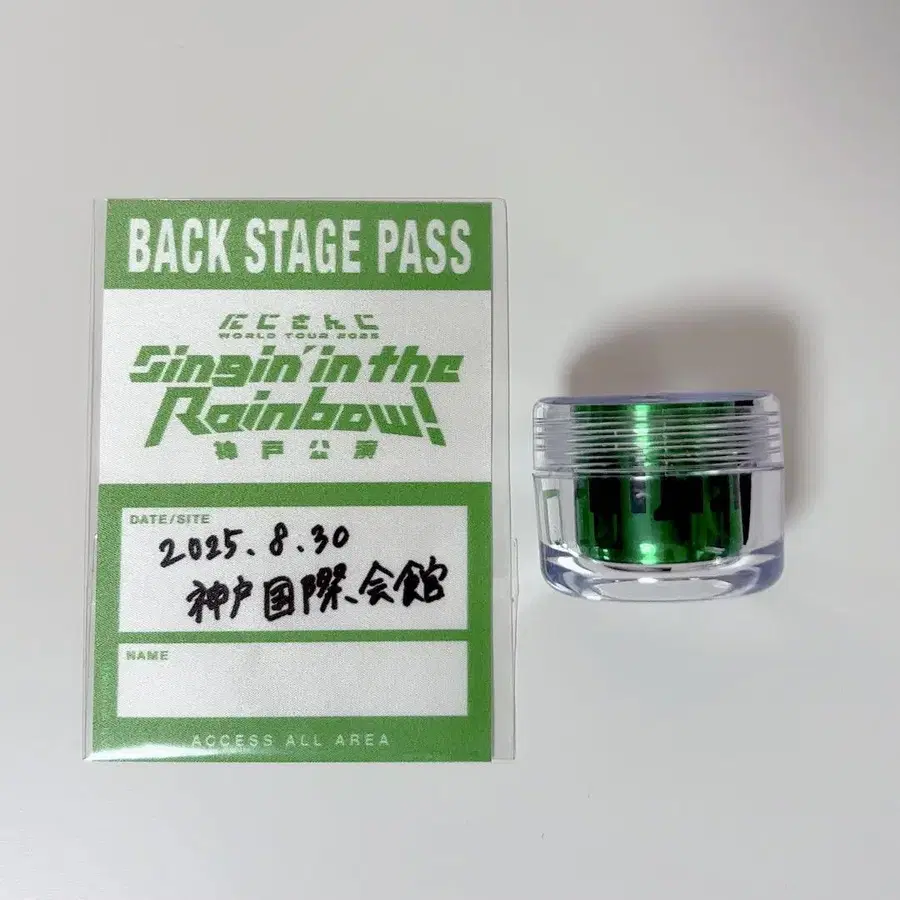 BACK STAGE PASS
にじさんじ
WORLD TOUR 2025
Singin' in the
Rainbow!
神戸公演
DATE/SITE
2025.8.30
神戸国際会館
NAME
ACCESS ALL AREA